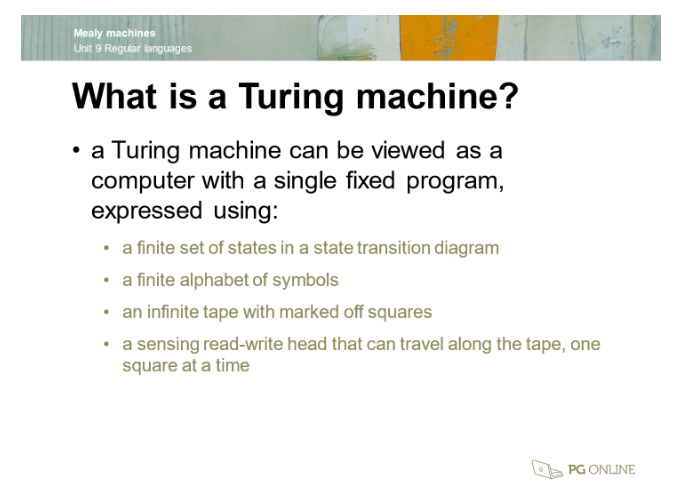 Mealy machines
Unit 9 Regular languages
What is a Turing machine?
• a Turing machine can be viewed as a
computer with a single fixed program,
expressed using:
• a finite set of states in a state transition diagram
• a finite alphabet of symbols
• an infinite tape with marked off squares
• a sensing read-write head that can travel along the tape, one
square at a time
PG ONLINE